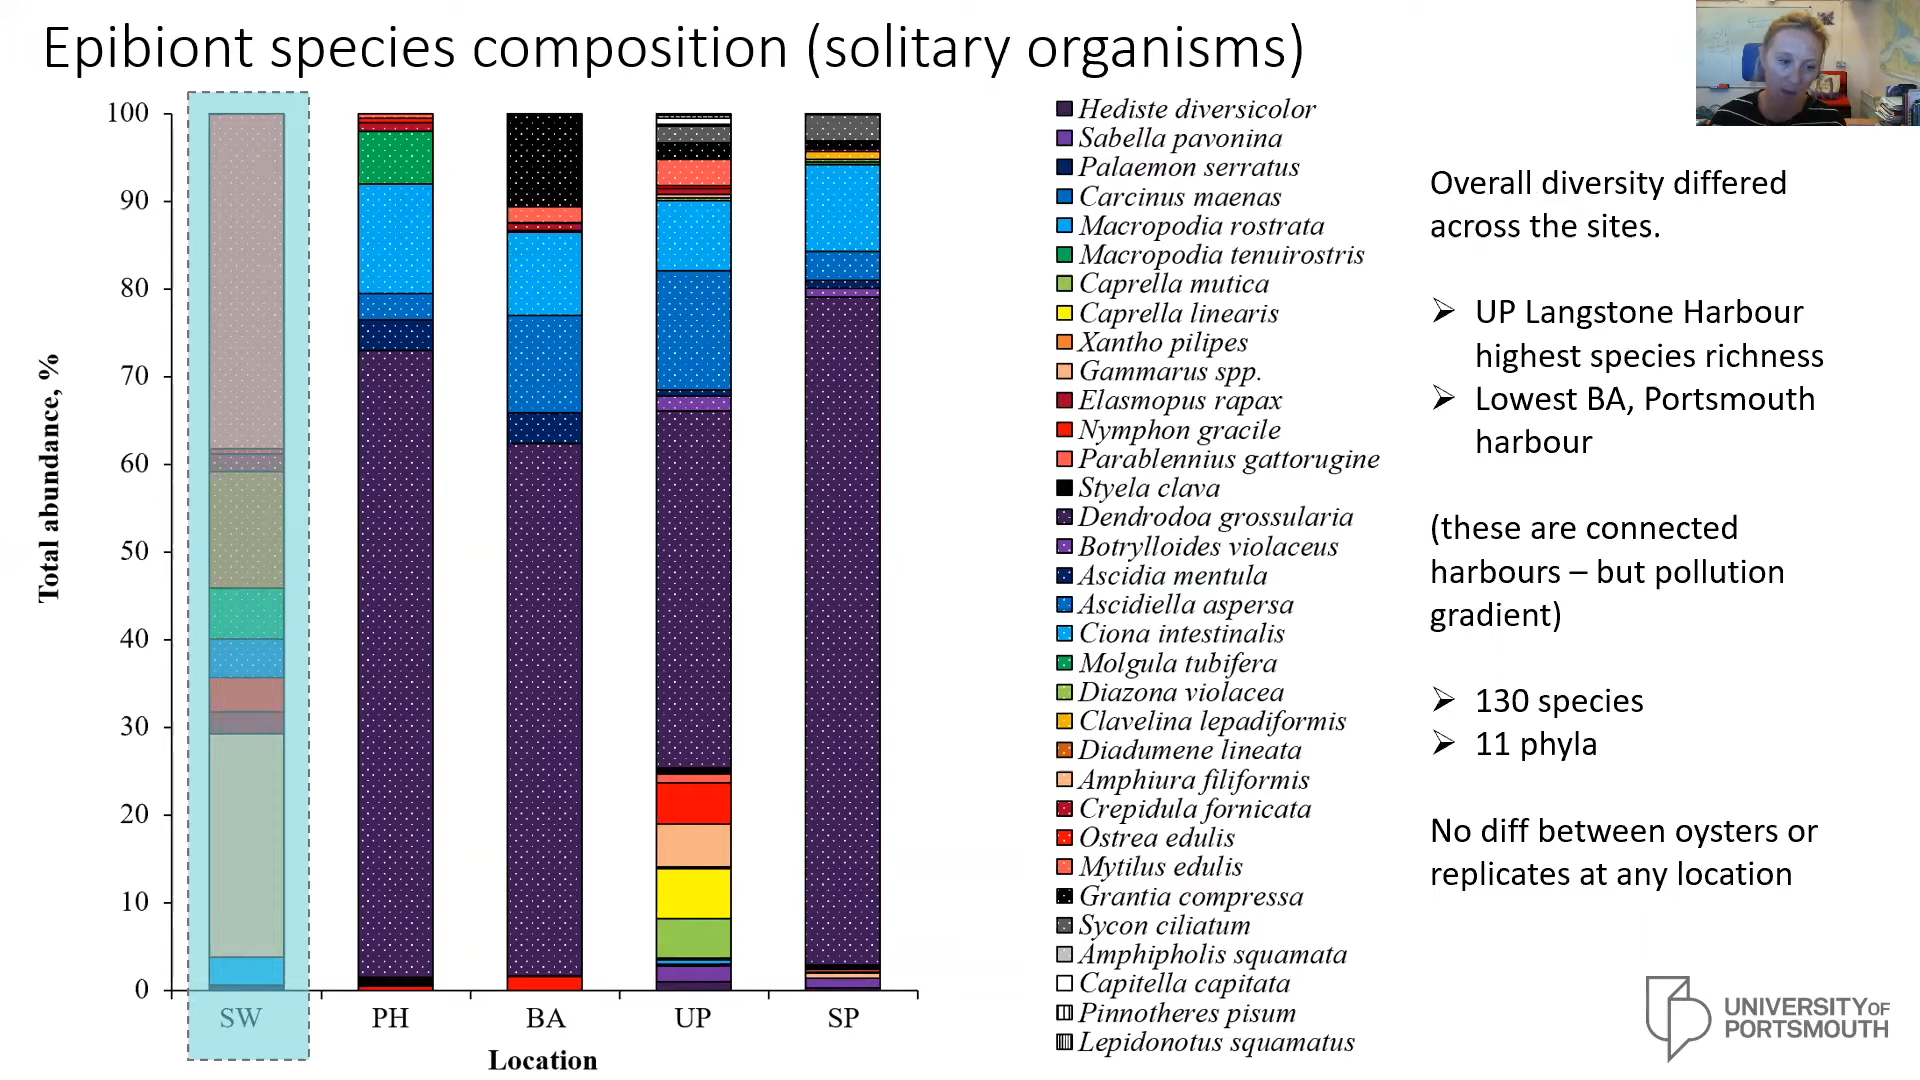 Epibiont species composition (solitary organisms)
100
90
80
70
60
50
40
30
20
10
0
Total abundance, %
SW
PH
BA
UP
SP
Location
Hediste diversicolor
Sabella pavonina
Palaemon serratus
Carcinus maenas
Macropodia rostrata
Macropodia tenuirostris
Caprella mutica
Caprella linearis
Xantho pilipes
Gammarus spp.
Elasmopus rapax
Nymphon gracile
Parablennius gattorugine
Styela clava
Dendrodoa grossularia
Botrylloides violaceus
Ascidia mentula
Ascidiella aspersa
Ciona intestinalis
Molgula tubifera
Diazona violacea
Clavelina lepadiformis
Diadumene lineata
Amphiura filiformis
Crepidula fornicata
Ostrea edulis
Mytilus edulis
Grantia compressa
Sycon ciliatum
Amphipholis squamata
Capitella capitata
Pinnotheres pisum
Lepidonotus squamatus
Overall diversity differed
across the sites.
➢ UP Langstone Harbour
highest species richness
➢ Lowest BA, Portsmouth
harbour
(these are connected
harbours – but pollution
gradient)
➢ 130 species
➢ 11 phyla
No diff between oysters or
replicates at any location
UNIVERSITY OF
PORTSMOUTH